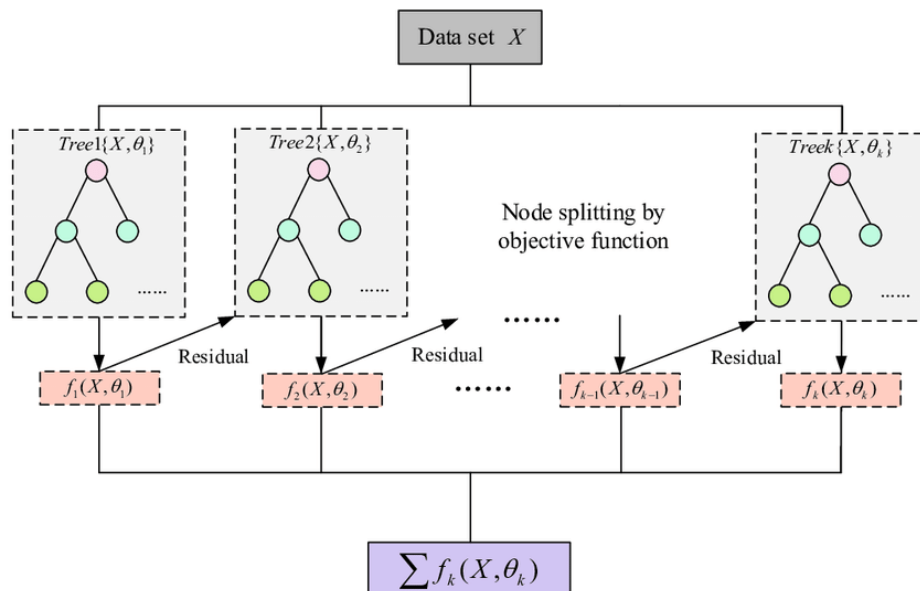 Data set X
Tree1{X,θ₁}
Tree2{X,θ₂}
Treek{X,θₖ}
Node splitting by
objective function
......
......
......
......
Residual
Residual
Residual
f₁(X,θ₁)
f₂(X,θ₂)
......
fₖ₋₁(X,θₖ₋₁)
fₖ(X,θₖ)
∑ fₖ(X,θₖ)